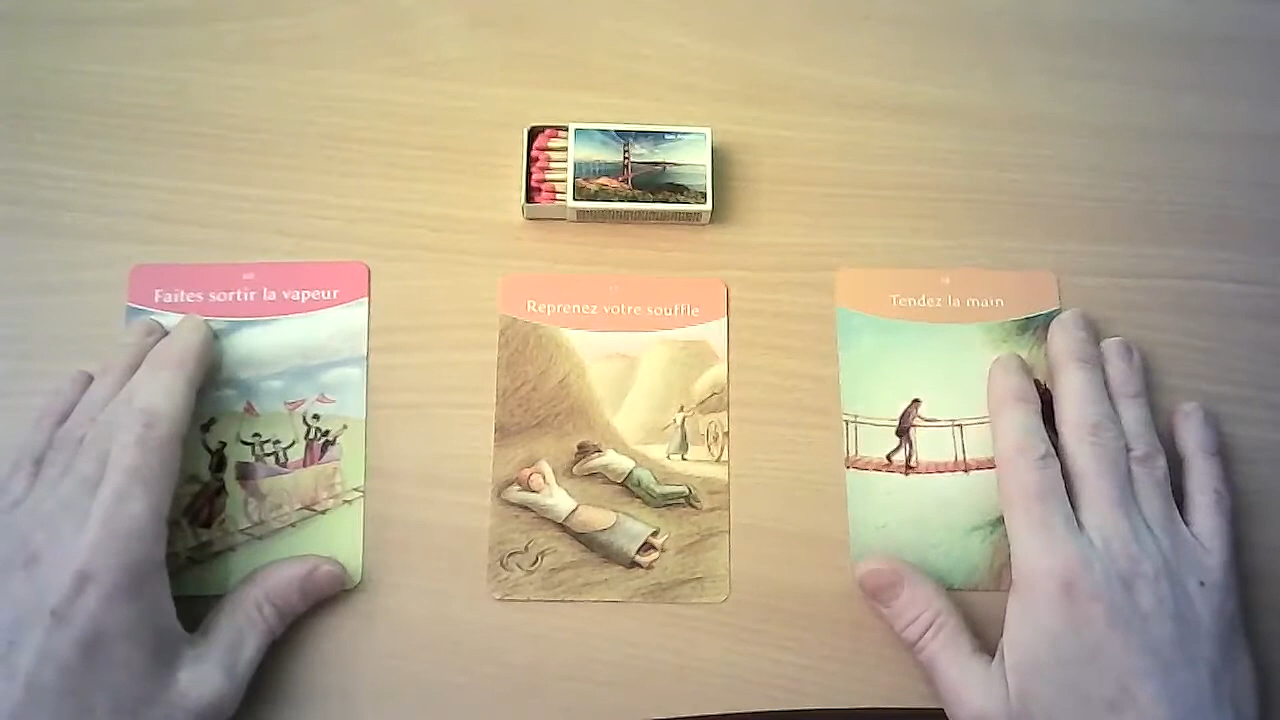 Faites sortir la vapeur
Reprenez votre souffle
Tendez la main